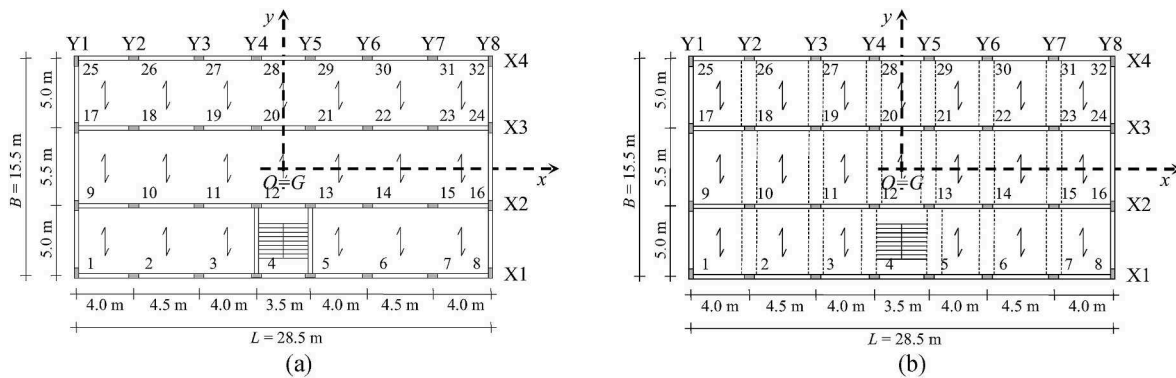 y
Y1 Y2 Y3 Y4 Y5 Y6 Y7 Y8
25 26 27 28 29 30 31 32 X4
5.0 m
17 18 19 20 21 22 23 24 X3
B = 15.5 m
5.5 m
O≡G x
9 10 11 12 13 14 15 16 X2
5.0 m
1 2 3 4 5 6 7 8 X1
4.0 m 4.5 m 4.0 m 3.5 m 4.0 m 4.5 m 4.0 m
L = 28.5 m
(a)
y
Y1 Y2 Y3 Y4 Y5 Y6 Y7 Y8
25 26 27 28 29 30 31 32 X4
5.0 m
17 18 19 20 21 22 23 24 X3
B = 15.5 m
5.5 m
O≡G x
9 10 11 12 13 14 15 16 X2
5.0 m
1 2 3 4 5 6 7 8 X1
4.0 m 4.5 m 4.0 m 3.5 m 4.0 m 4.5 m 4.0 m
L = 28.5 m
(b)